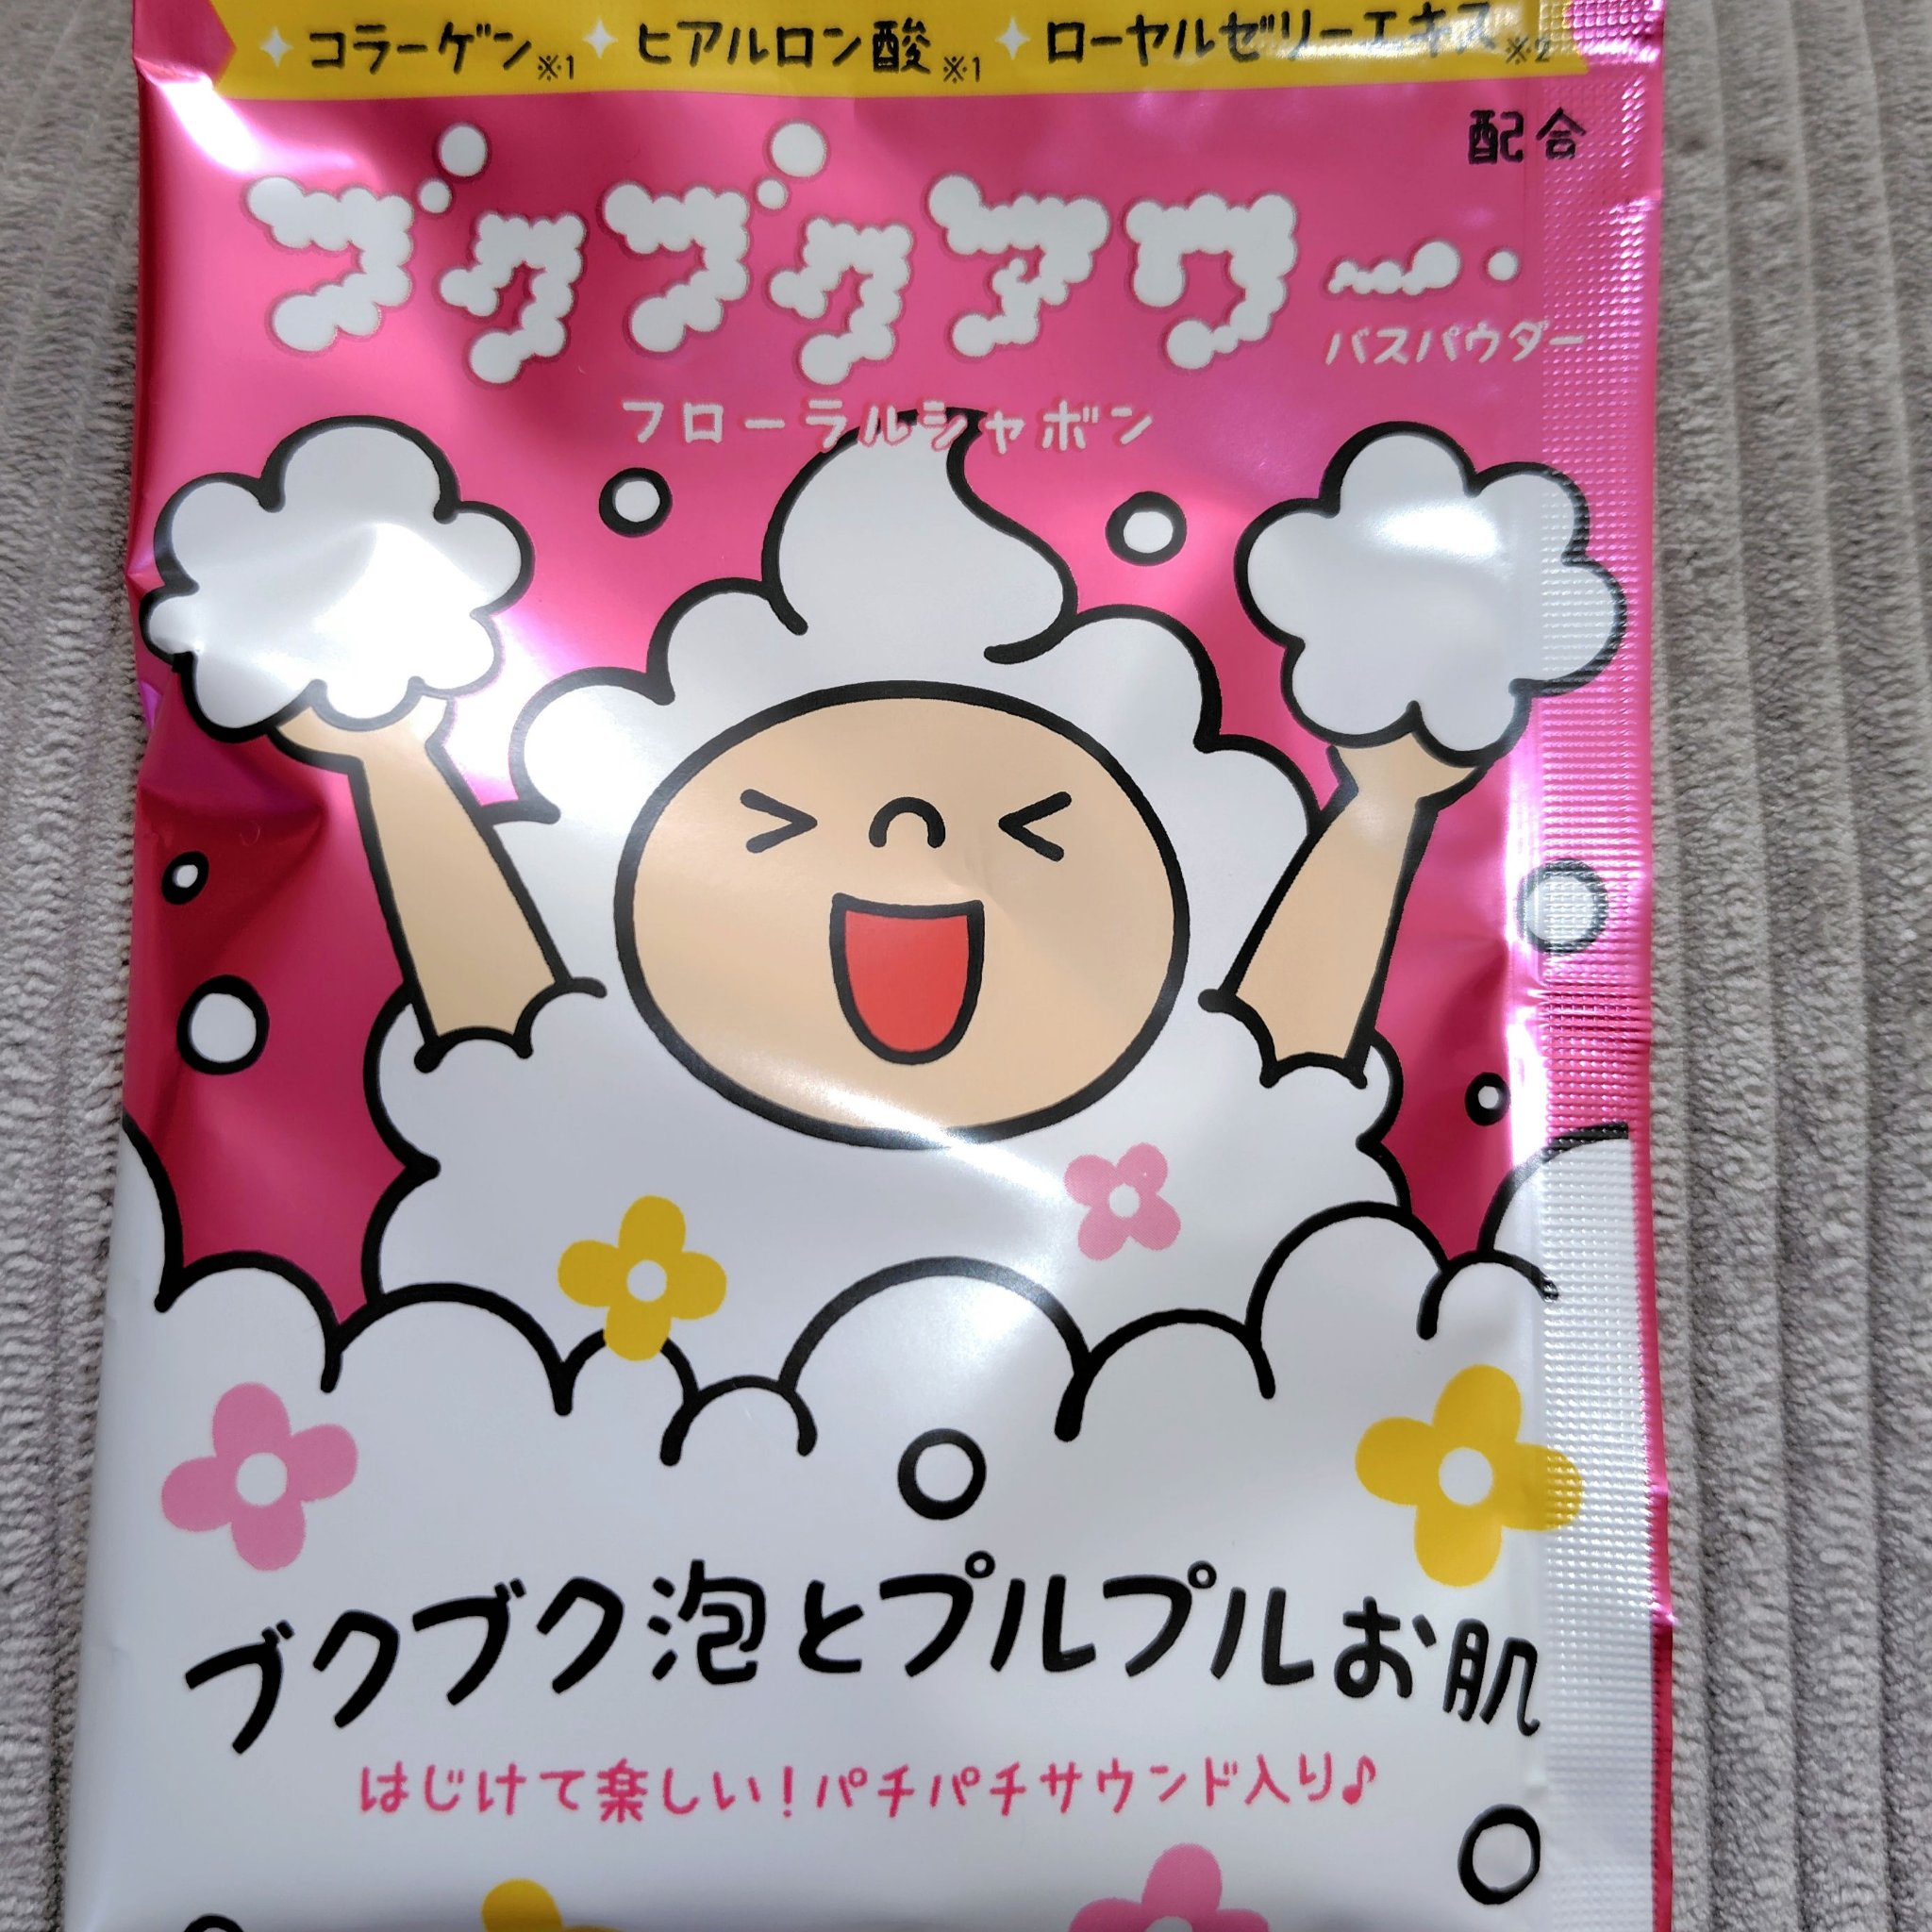 コラーゲン※1 ヒアルロン酸※1 ローヤルゼリーエキス※2
配合
ブクブクアワー
バスパウダー
フローラルシャボン
ブクブク泡とプルプルお肌
はじけて楽しい!パチパチサウンド入り♪